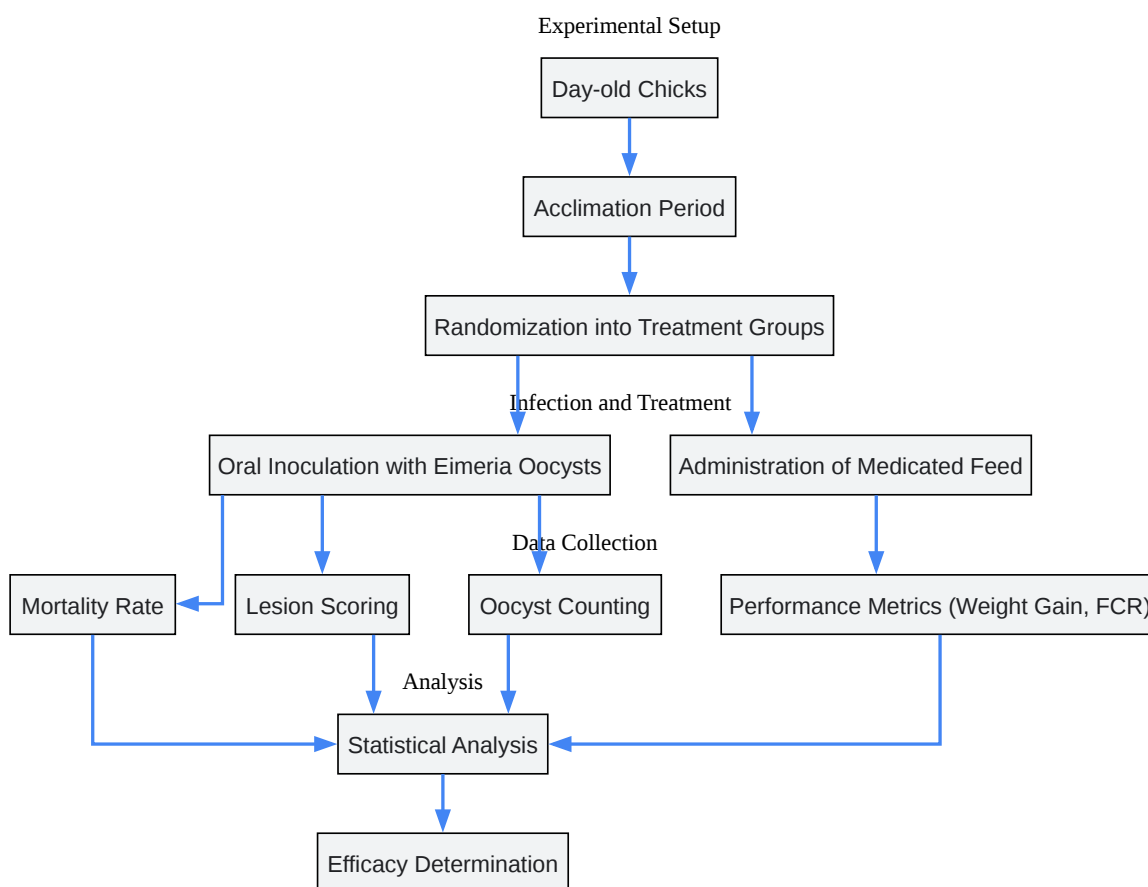 Experimental Setup
Day-old Chicks
Acclimation Period
Randomization into Treatment Groups
Infection and Treatment
Oral Inoculation with Eimeria Oocysts
Administration of Medicated Feed
Data Collection
Mortality Rate
Lesion Scoring
Oocyst Counting
Performance Metrics (Weight Gain, FCR)
Analysis
Statistical Analysis
Efficacy Determination